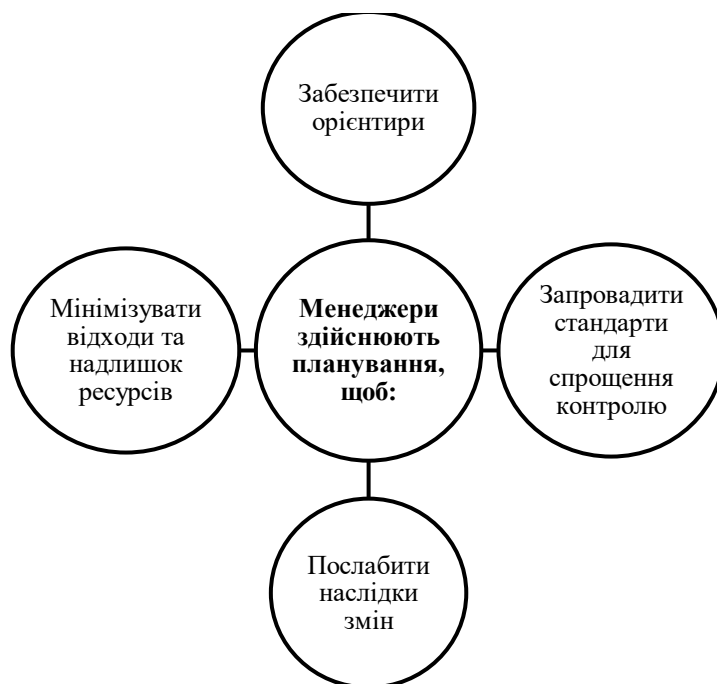 Забезпечити
орієнтири
Мінімізувати
відходи та
надлишок
ресурсів
Менеджери
здійснюють
планування,
щоб:
Запровадити
стандарти
для
спрощення
контролю
Послабити
наслідки
змін